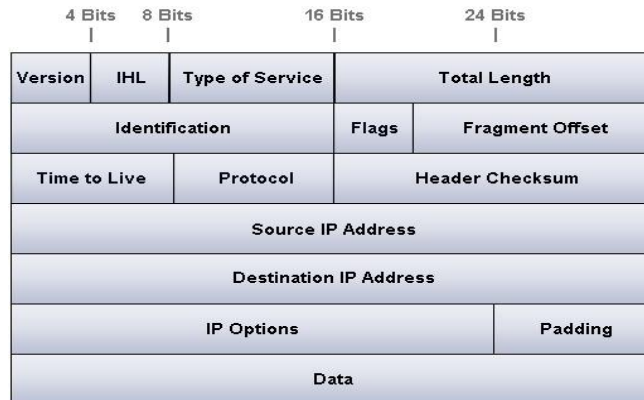 4 Bits 8 Bits 16 Bits 24 Bits
Version IHL Type of Service Total Length
Identification Flags Fragment Offset
Time to Live Protocol Header Checksum
Source IP Address
Destination IP Address
IP Options Padding
Data